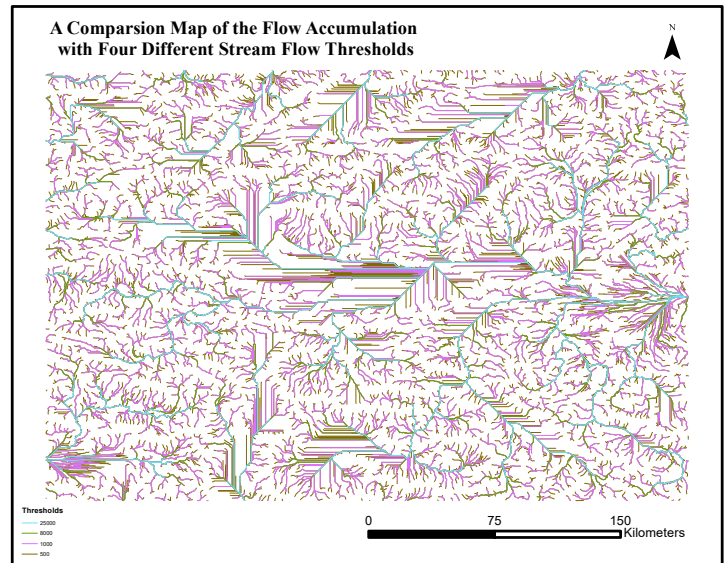 A Comparsion Map of the Flow Accumulation
with Four Different Stream Flow Thresholds
N
Thresholds
25000
8000
1000
500
0 75 150
Kilometers